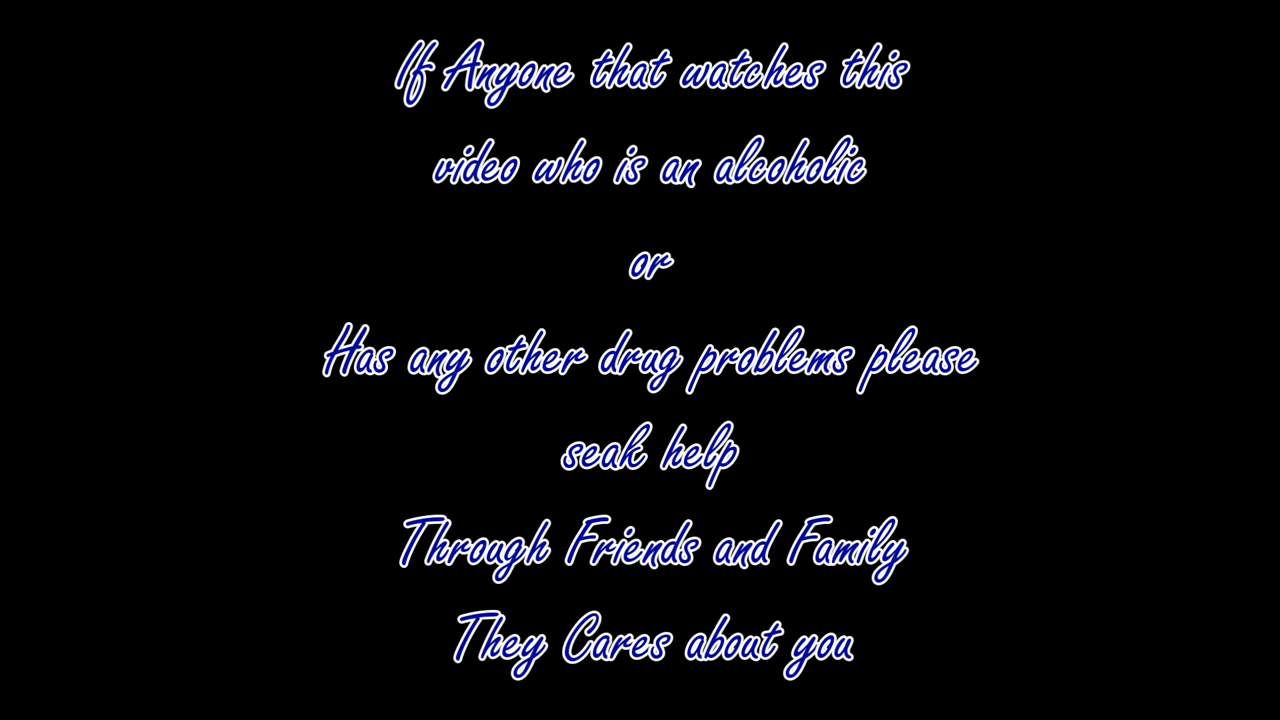 If Anyone that watches this
video who is an alcoholic
or
Has any other drug problems please
seak help
Through Friends and Family
They Cares about you